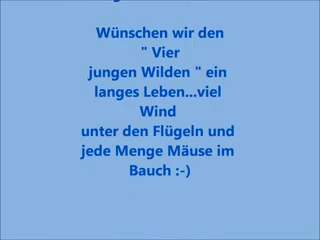 Wünschen wir den
" Vier
jungen Wilden " ein
langes Leben...viel
Wind
unter den Flügeln und
jede Menge Mäuse im
Bauch :-)